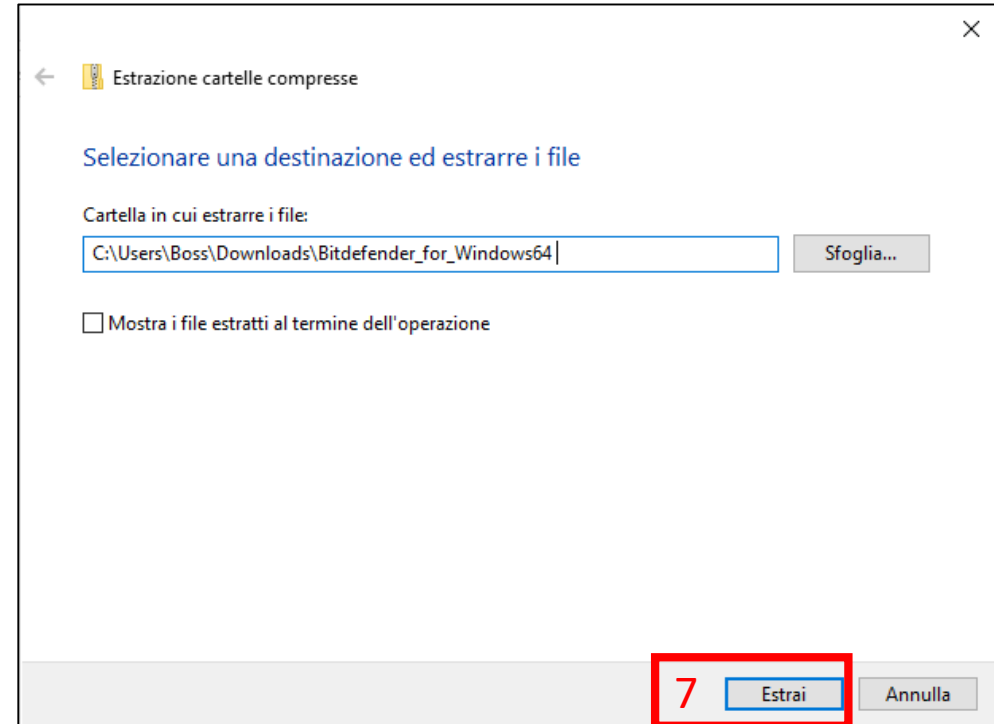 Estrazione cartelle compresse
Selezionare una destinazione ed estrarre i file
Cartella in cui estrarre i file:
C:\Users\Boss\Downloads\Bitdefender_for_Windows64
Sfoglia...
Mostra i file estratti al termine dell'operazione
7
Estrai
Annulla